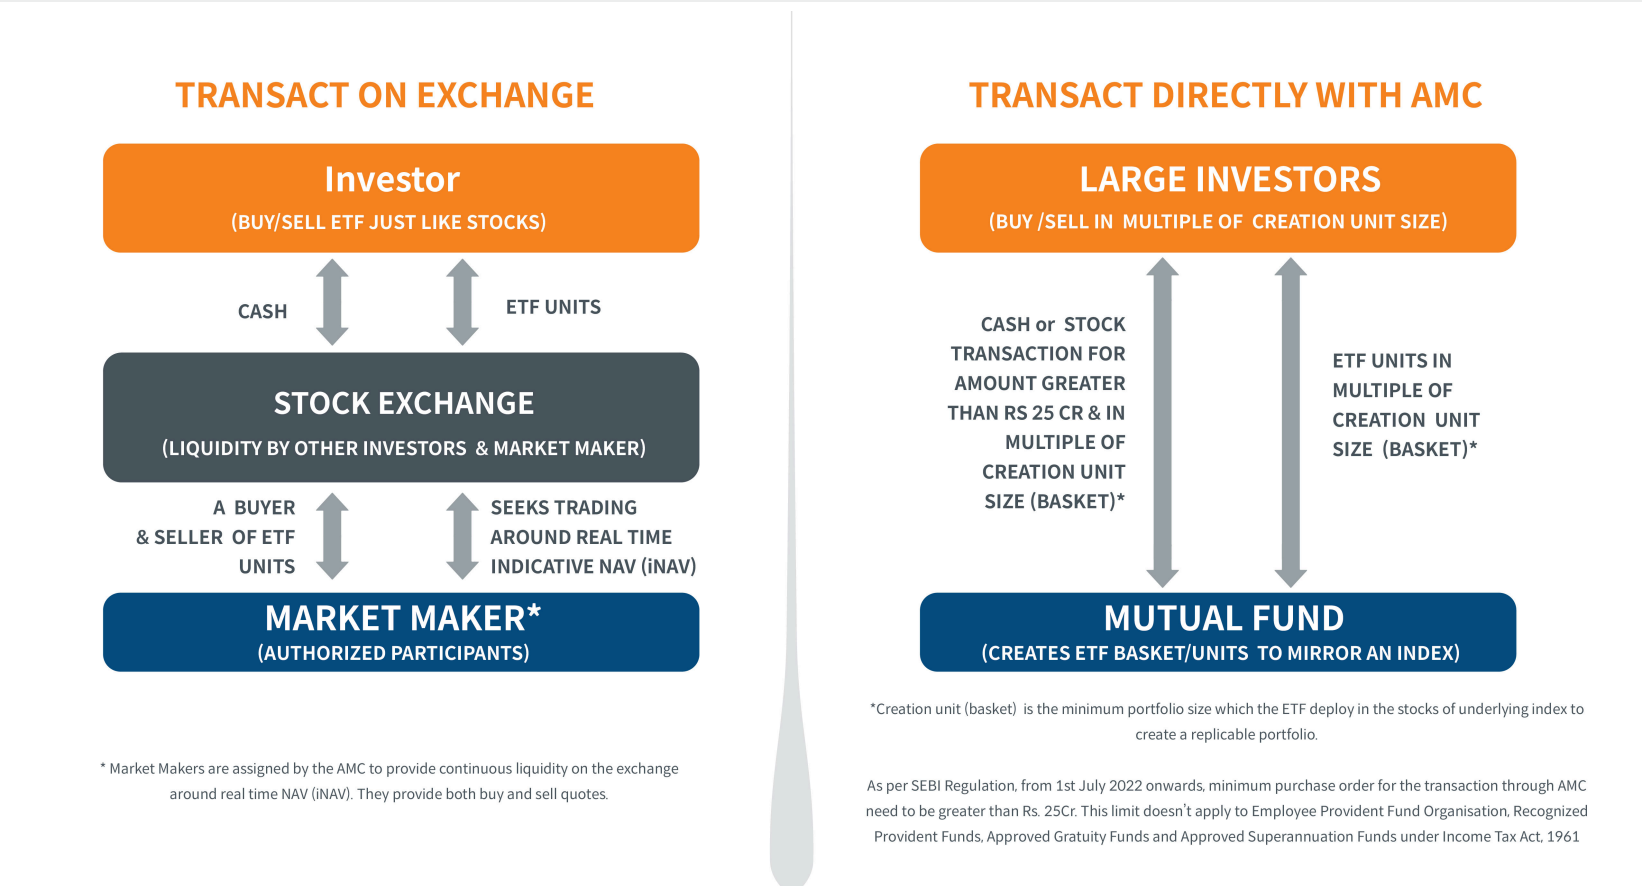 TRANSACT ON EXCHANGE
Investor
(BUY/SELL ETF JUST LIKE STOCKS)
CASH
ETF UNITS
STOCK EXCHANGE
(LIQUIDITY BY OTHER INVESTORS & MARKET MAKER)
A BUYER
& SELLER OF ETF
UNITS
SEEKS TRADING
AROUND REAL TIME
INDICATIVE NAV (iNAV)
MARKET MAKER*
(AUTHORIZED PARTICIPANTS)
* Market Makers are assigned by the AMC to provide continuous liquidity on the exchange
around real time NAV (iNAV). They provide both buy and sell quotes.
TRANSACT DIRECTLY WITH AMC
LARGE INVESTORS
(BUY /SELL IN MULTIPLE OF CREATION UNIT SIZE)
CASH or STOCK
TRANSACTION FOR
AMOUNT GREATER
THAN RS 25 CR & IN
MULTIPLE OF
CREATION UNIT
SIZE (BASKET)*
ETF UNITS IN
MULTIPLE OF
CREATION UNIT
SIZE (BASKET)*
MUTUAL FUND
(CREATES ETF BASKET/UNITS TO MIRROR AN INDEX)
*Creation unit (basket) is the minimum portfolio size which the ETF deploy in the stocks of underlying index to
create a replicable portfolio.
As per SEBI Regulation, from 1st July 2022 onwards, minimum purchase order for the transaction through AMC
need to be greater than Rs. 25Cr. This limit doesn't apply to Employee Provident Fund Organisation, Recognized
Provident Funds, Approved Gratuity Funds and Approved Superannuation Funds under Income Tax Act, 1961